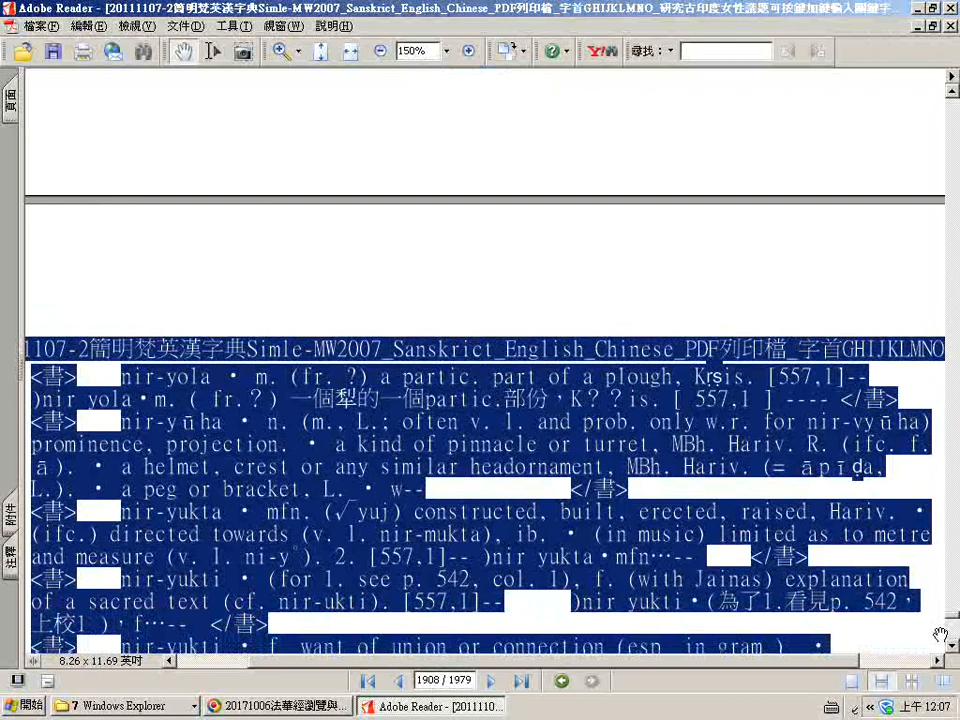 Adobe Reader - [20111107-2簡明梵英漢字典Simle-MW2007_Sanskrict_English_Chinese_PDF列印檔_字首GHIJKLMNO_研究古印度女性議題可按鍵加鍵輸入關鍵字...
檔案(F) 編輯(E) 檢視(V) 文件(D) 工具(T) 視窗(W) 說明(H)
150% Y! 尋找：
頁面
1107-2簡明梵英漢字典Simle-MW2007_Sanskrict_English_Chinese_PDF列印檔_字首GHIJKLMNO
<書> nir-yola • m. (fr. ?) a partic. part of a plough, Kṛṣis. [557,1]--
)nir yola•m. ( fr.？) 一個犁的一個partic.部份，K？？is. [ 557,1 ] ---- </書>
<書> nir-yūha • n. (m., L.; often v. l. and prob. only w.r. for nir-vyūha)
prominence, projection. • a kind of pinnacle or turret, MBh. Hariv. R. (ifc. f.
ā). • a helmet, crest or any similar headornament, MBh. Hariv. (= āpīḍa,
L.). • a peg or bracket, L. • w-- </書>
<書> nir-yukta • mfn. (√yuj) constructed, built, erected, raised, Hariv. •
(ifc.) directed towards (v. l. nir-mukta), ib. • (in music) limited as to metre
and measure (v. l. ni-y°). 2. [557,1]-- )nir yukta•mfn…-- </書>
<書> nir-yukti • (for 1. see p. 542, col. 1), f. (with Jainas) explanation
of a sacred text (cf. nir-ukti). [557,1]-- )nir yukti•(為了1.看見p. 542，
上校1 )，f…-- </書>
<書> nir-yukti • f. want of union or connection (esp. in gram.) •
附件
注釋
8.26 x 11.69 英吋
1908 / 1979
開始 7 Windows Explorer 20171006法華經瀏覽與... Adobe Reader - [2011110... 上午 12:07